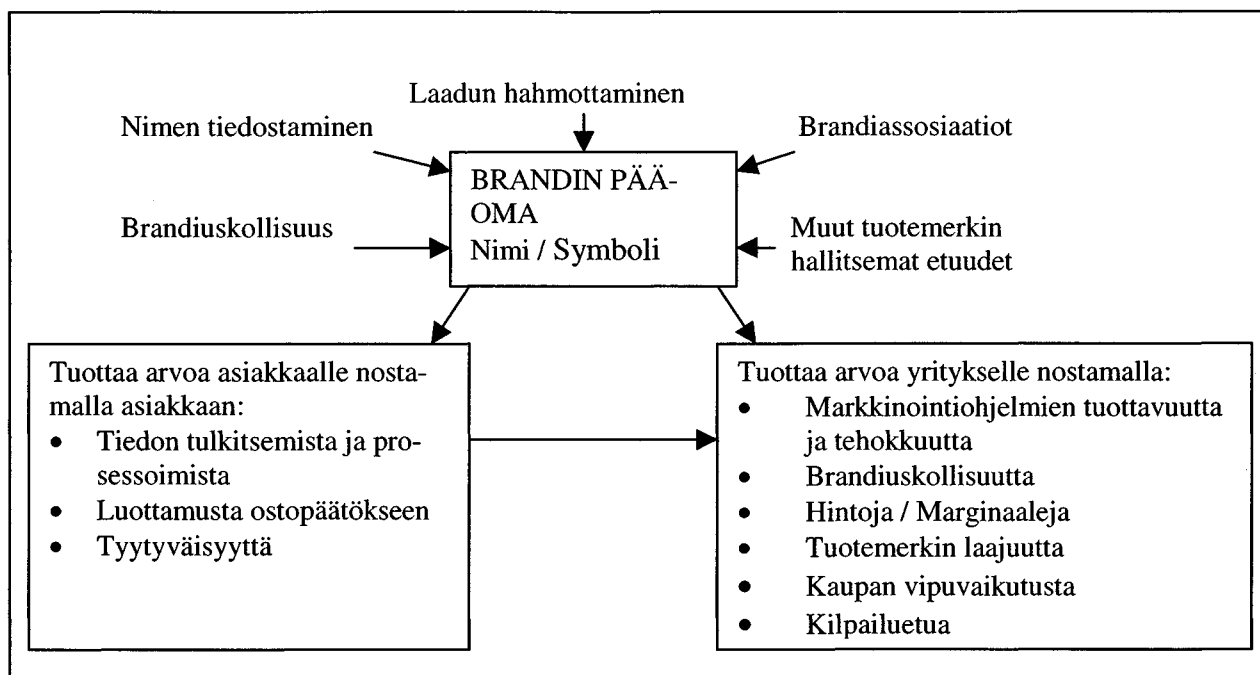 Laadun hahmottaminen
Nimen tiedostaminen
Brandiassosiaatiot
BRANDIN PÄÄ-
OMA
Nimi / Symboli
Brandiuskollisuus
Muut tuotemerkin
hallitsemat etuudet
Tuottaa arvoa asiakkaalle nosta-
malla asiakkaan:
• Tiedon tulkitsemista ja pro-
sessoimista
• Luottamusta ostopäätökseen
• Tyytyväisyyttä
Tuottaa arvoa yritykselle nostamalla:
• Markkinointiohjelmien tuottavuutta
ja tehokkuutta
• Brandiuskollisuutta
• Hintoja / Marginaaleja
• Tuotemerkin laajuutta
• Kaupan vipuvaikutusta
• Kilpailuetua